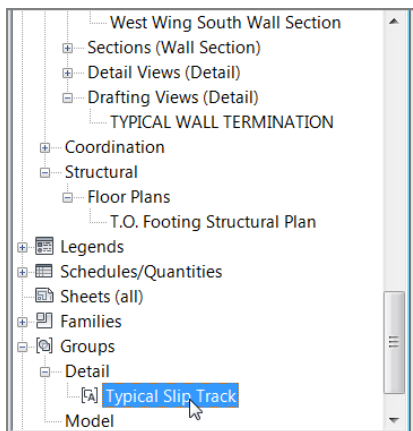 West Wing South Wall Section
Sections (Wall Section)
Detail Views (Detail)
Drafting Views (Detail)
TYPICAL WALL TERMINATION
Coordination
Structural
Floor Plans
T.O. Footing Structural Plan
Legends
Schedules/Quantities
Sheets (all)
Families
Groups
Detail
Typical Slip Track
Model